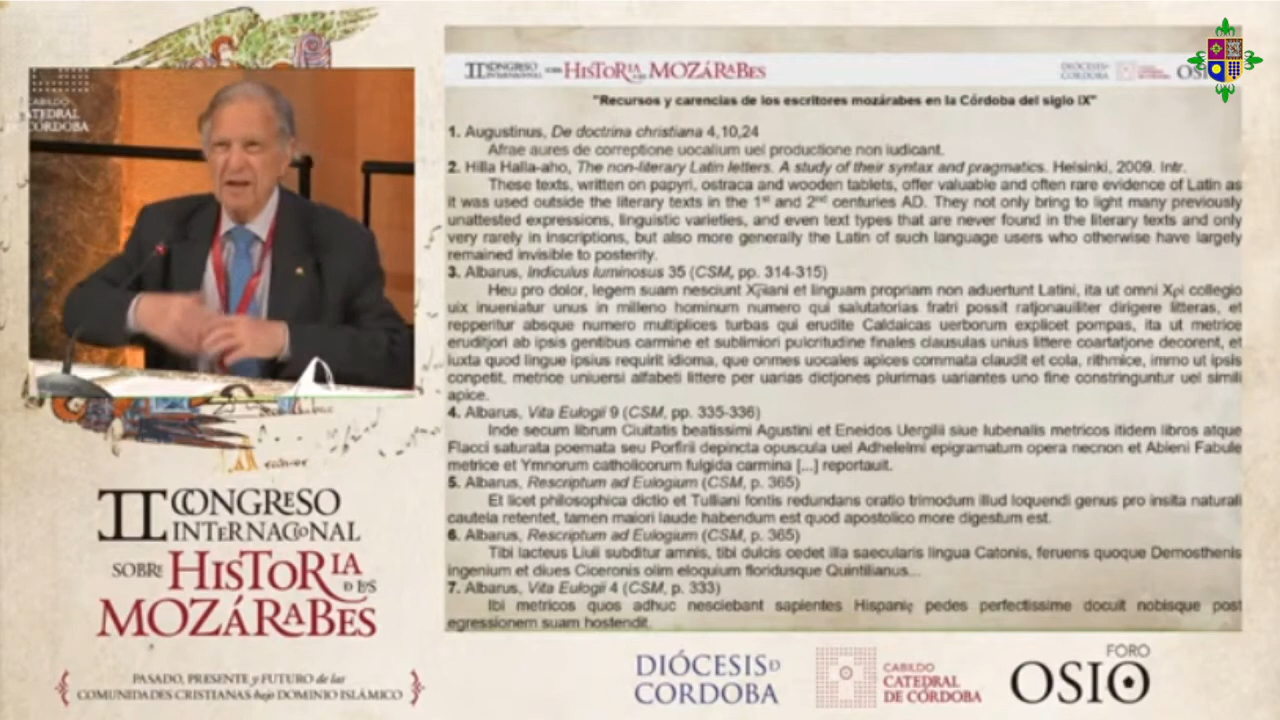 CABILDO
CATEDRAL
DE CÓRDOBA
II CONGRESO
INTERNACIONAL
SOBRE HISTORIA
DE LOS
MOZÁRABES
PASADO, PRESENTE y FUTURO de las
COMUNIDADES CRISTIANAS bajo DOMINIO ISLÁMICO
II CONGRESO INTERNACIONAL SOBRE HISTORIA DE LOS MOZÁRABES
DIÓCESIS D CORDOBA
"Recursos y carencias de los escritores mozárabes en la Córdoba del siglo IX"
1. Augustinus, De doctrina christiana 4,10,24
Afrae aures de correptione uocalium uel productione non iudicant.
2. Hilla Halla-aho, The non-literary Latin letters. A study of their syntax and pragmatics. Helsinki, 2009. Intr.
These texts, written on papyri, ostraca and wooden tablets, offer valuable and often rare evidence of Latin as
it was used outside the literary texts in the 1st and 2nd centuries AD. They not only bring to light many previously
unattested expressions, linguistic varieties, and even text types that are never found in the literary texts and only
very rarely in inscriptions, but also more generally the Latin of such language users who otherwise have largely
remained invisible to posterity.
3. Albarus, Indiculus luminosus 35 (CSM, pp. 314-315)
Heu pro dolor, legem suam nesciunt et linguam propriam non aduertunt Latini, ita ut omni collegio
uix inueniatur unus in milleno hominum numero qui salutatorias fratri possit ratjonauiliter dirigere litteras, et
repperitur absque numero multiplices turbas qui erudite Caldaicas uerborum explicet pompas, ita ut metrice
eruditjori ab ipsis gentibus carmine et sublimiori pulcritudine finales clausulas unius littere coartatjone decorent, et
iuxta quod lingue ipsius requirit idioma, que onmes uocales apices commata claudit et cola, rithmice, immo ut ipsis
conpetit, metrice uniuersi alfabeti littere per uarias dictjones plurimas uariantes uno fine constringuntur uel simili
apice.
4. Albarus, Vita Eulogii 9 (CSM, pp. 335-336)
Inde secum librum Ciuitatis beatissimi Agustini et Eneidos Uergilii siue Iubenalis metricos itidem libros atque
Flacci saturata poemata seu Porfirii depincta opuscula uel Adhelelmi epigramatum opera necnon et Abieni Fabule
metrice et Ymnorum catholicorum fulgida carmina [...] reportauit.
5. Albarus, Rescriptum ad Eulogium (CSM, p. 365)
Et licet philosophica dictio et Tulliani fontis redundans oratio trimodum illud loquendi genus pro insita naturali
cautela retentet, tamen maiori laude habendum est quod apostolico more digestum est.
6. Albarus, Rescriptum ad Eulogium (CSM, p. 365)
Tibi lacteus Liuii subditur amnis, tibi dulcis cedet illa saecularis lingua Catonis, feruens quoque Demosthenis
ingenium et diues Ciceronis olim eloquium floridusque Quintilianus...
7. Albarus, Vita Eulogii 4 (CSM, p. 333)
Ibi metricos quos adhuc nesciebant sapientes Hispanię pedes perfectissime docuit nobisque post
egressionem suam hostendit.
DIÓCESIS D
CORDOBA
CABILDO
CATEDRAL
DE CÓRDOBA
FORO
OSIO